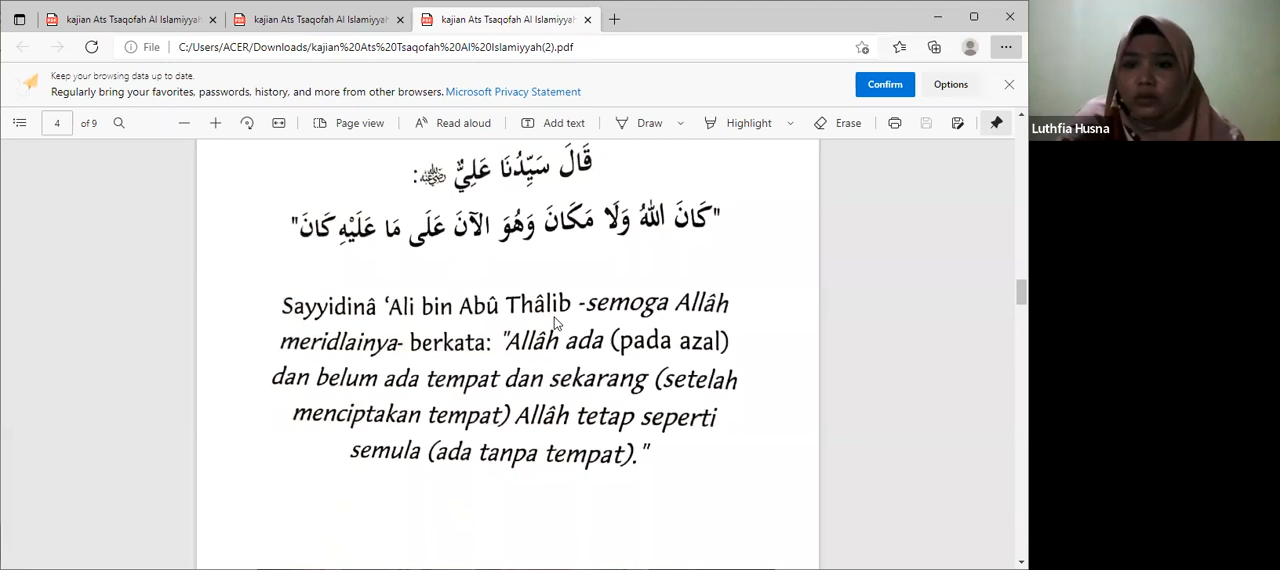 kajian Ats Tsaqofah Al Islamiyyah
kajian Ats Tsaqofah Al Islamiyyah
kajian Ats Tsaqofah Al Islamiyyah
File
C:/Users/ACER/Downloads/kajian%20Ats%20Tsaqofah%20Al%20Islamiyyah(2).pdf
Keep your browsing data up to date.
Regularly bring your favorites, passwords, history, and more from other browsers. Microsoft Privacy Statement
Confirm
Options
4 of 9
Page view
Read aloud
Add text
Draw
Highlight
Erase
Luthfia Husna
قَالَ سَيِّدُنَا عَلِيٌّ ﵁:
"كَانَ اللهُ وَلَا مَكَانَ وَهُوَ الآنَ عَلَى مَا عَلَيْهِ كَانَ"
Sayyidinâ ‘Ali bin Abû Thâlib -semoga Allâh
meridlainya- berkata: "Allâh ada (pada azal)
dan belum ada tempat dan sekarang (setelah
menciptakan tempat) Allâh tetap seperti
semula (ada tanpa tempat)."